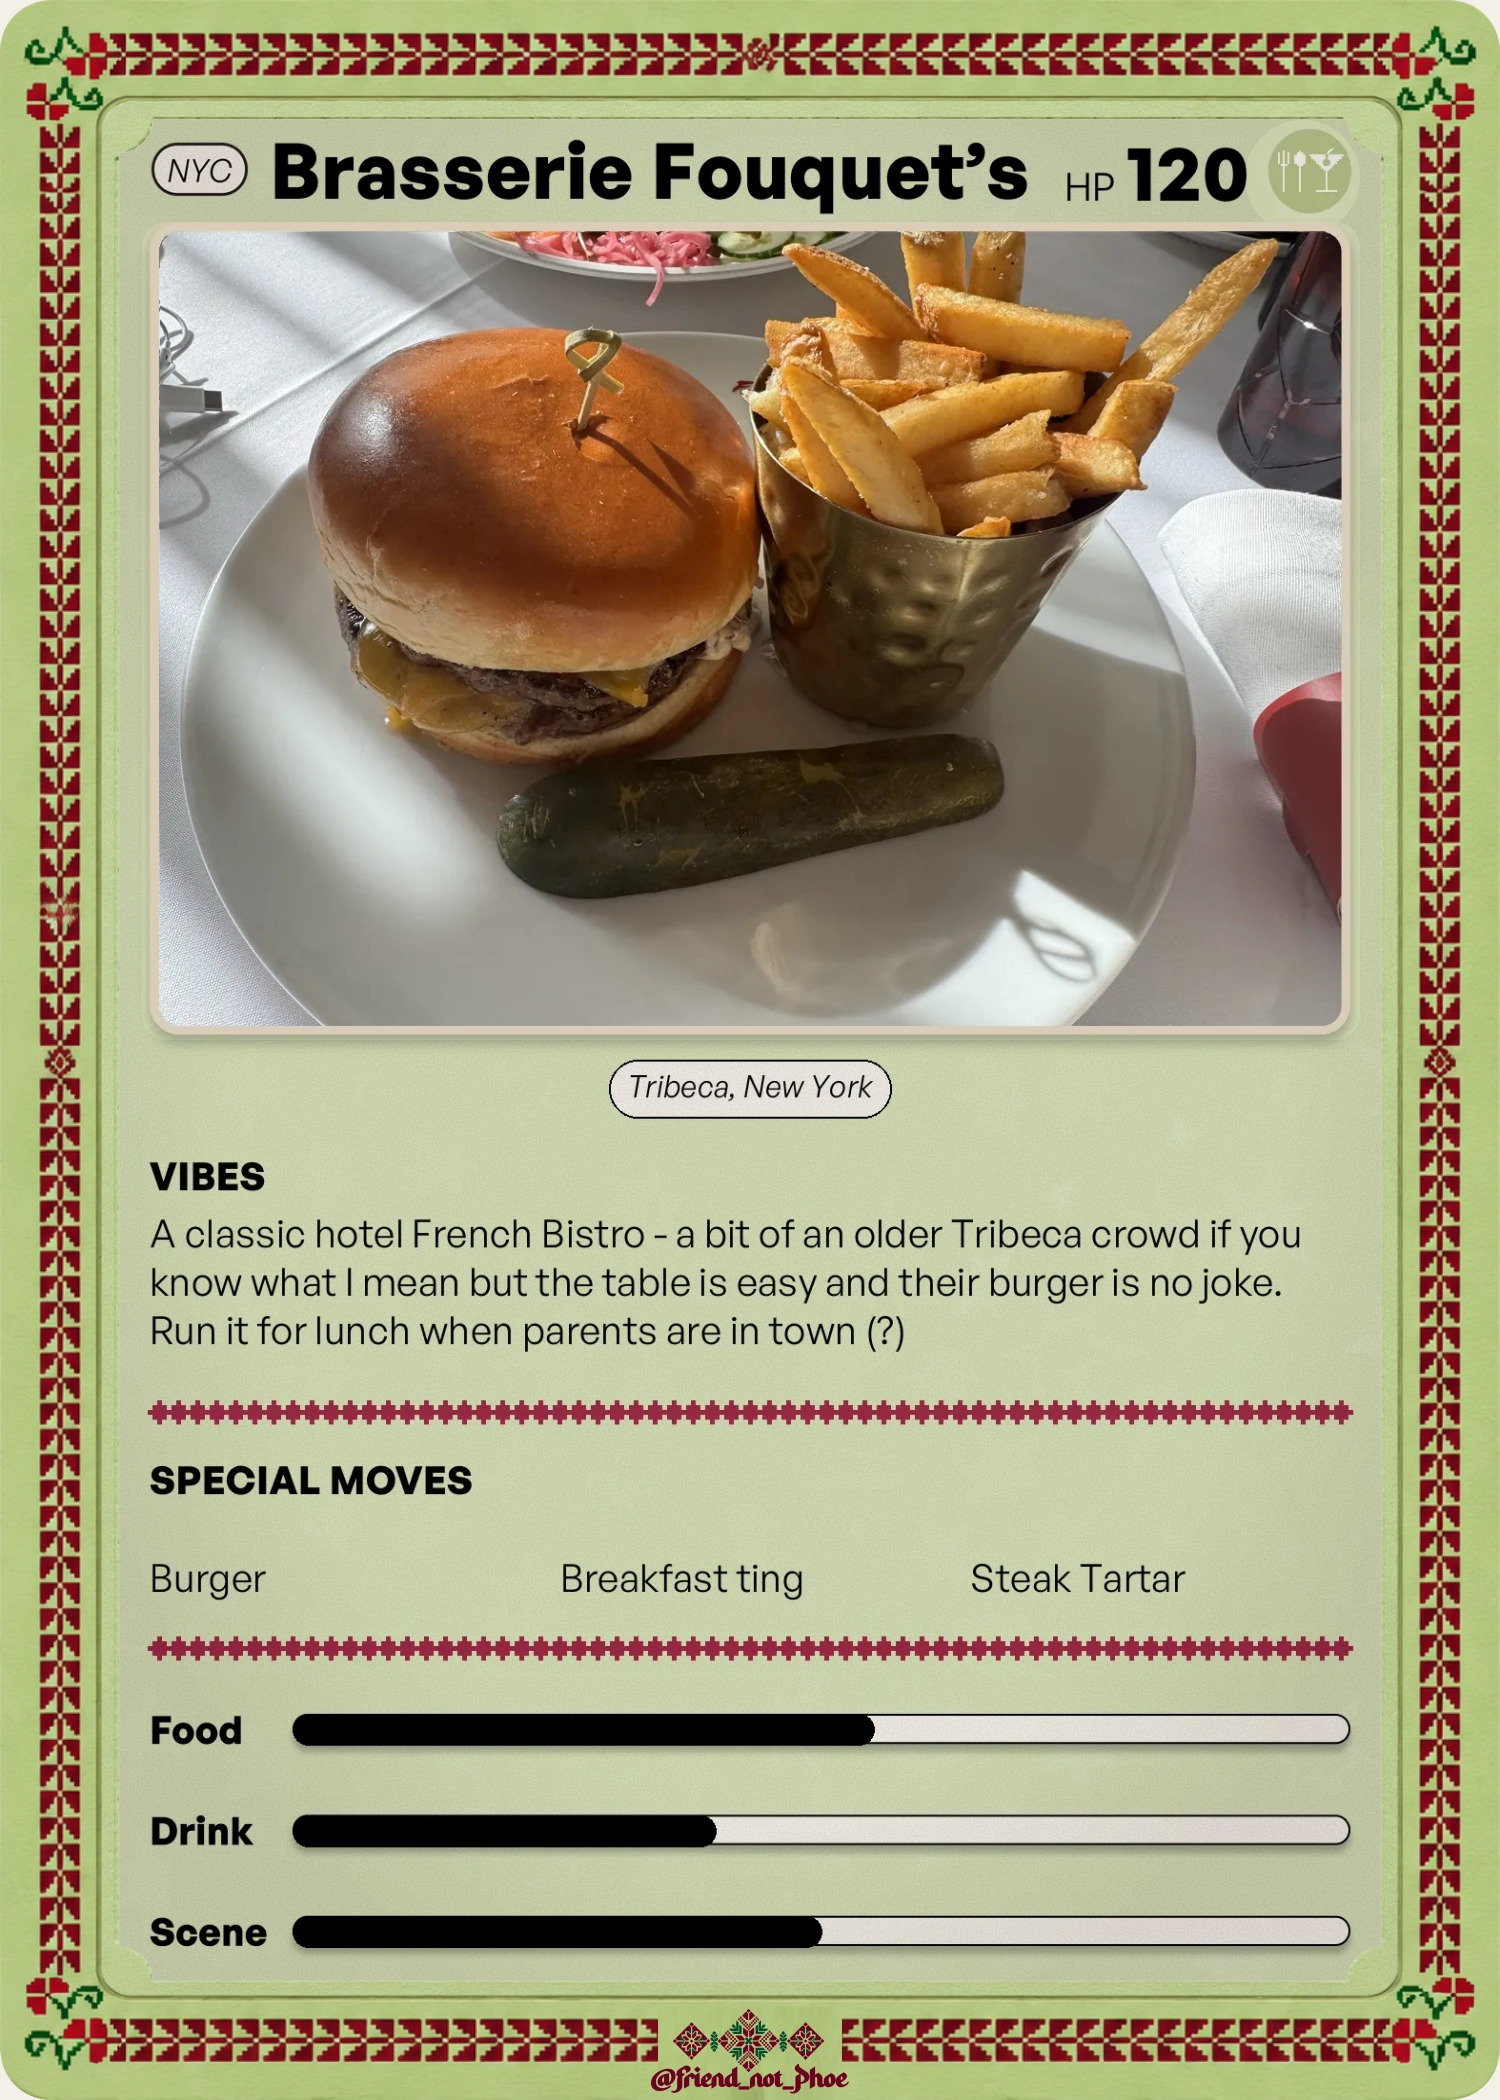 NYC Brasserie Fouquet’s HP 120
Tribeca, New York
VIBES
A classic hotel French Bistro - a bit of an older Tribeca crowd if you
know what I mean but the table is easy and their burger is no joke.
Run it for lunch when parents are in town (?)
SPECIAL MOVES
Burger Breakfast ting Steak Tartar
Food
Drink
Scene
@friend_not_Phoe